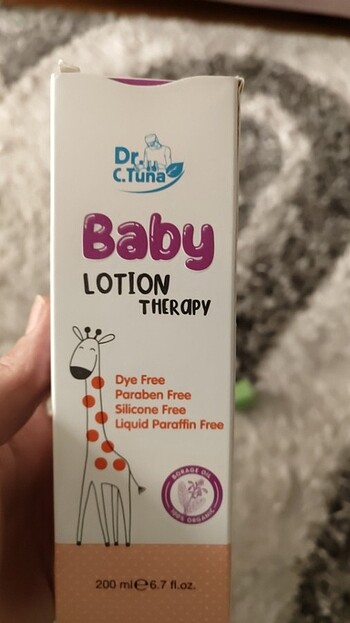 Dr.
C.Tuna
Baby
LOTION
THERAPY
Dye Free
Paraben Free
Silicone Free
Liquid Paraffin Free
BORAGE OIL
100% ORGANIC
200 ml ℮ 6.7 fl.oz.